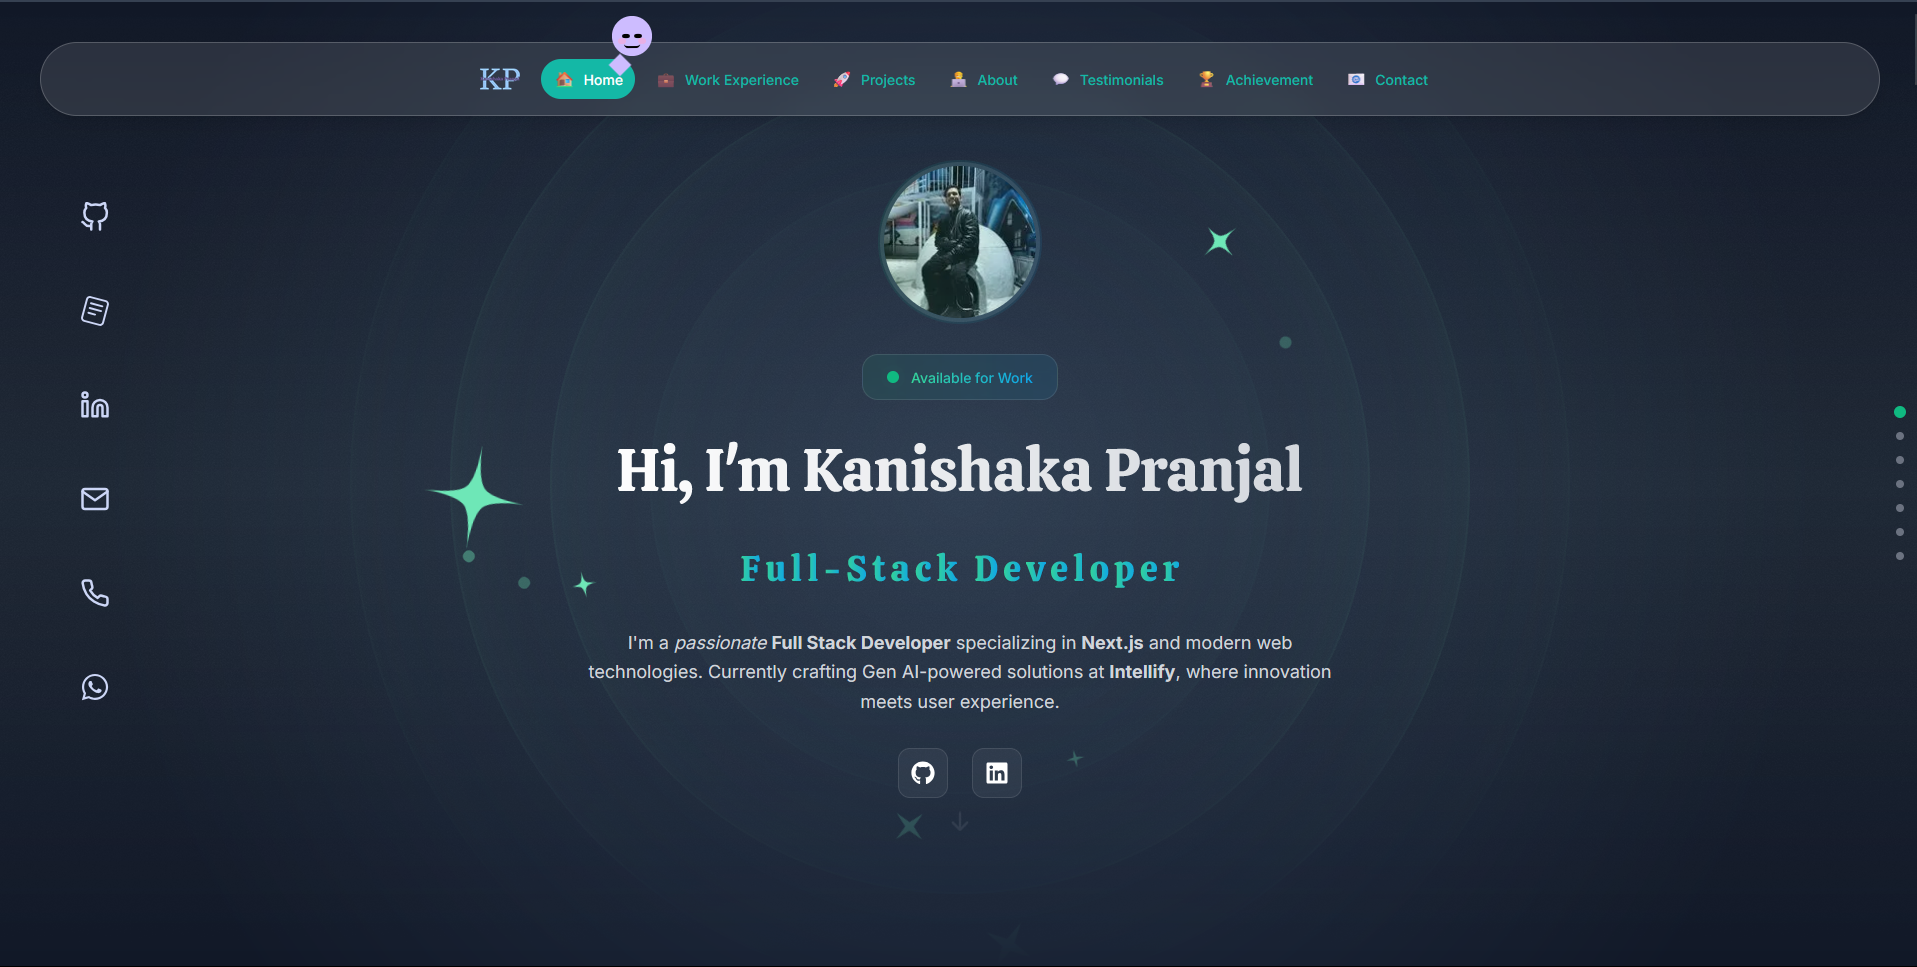 KP
Home
Work Experience
Projects
About
Testimonials
Achievement
Contact
Available for Work
Hi, I'm Kanishaka Pranjal
Full-Stack Developer
I'm a passionate Full Stack Developer specializing in Next.js and modern web
technologies. Currently crafting Gen AI-powered solutions at Intellify, where innovation
meets user experience.